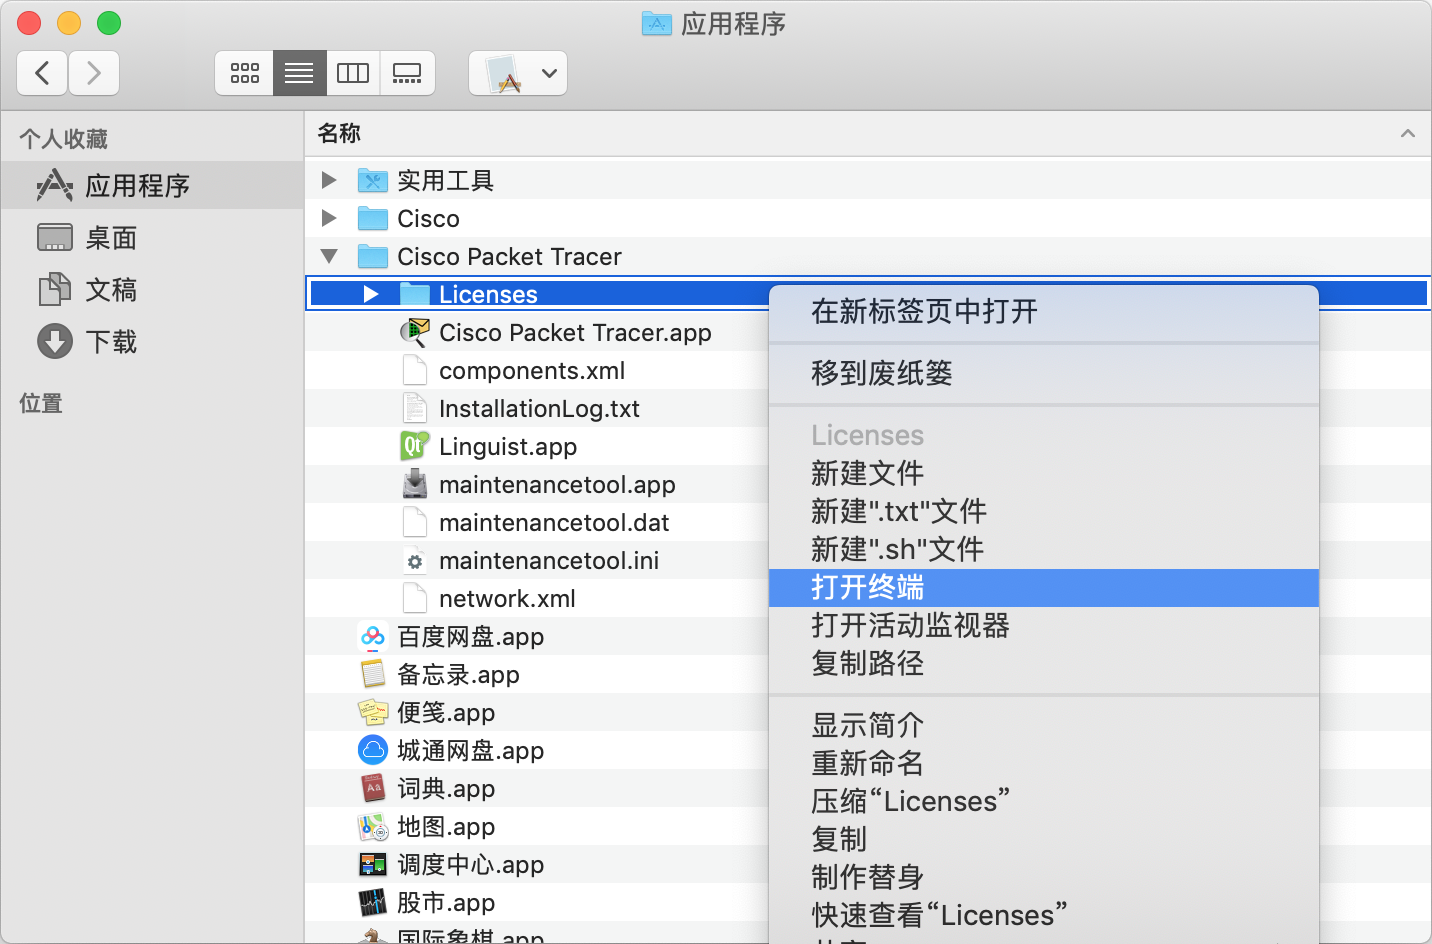 应用程序
个人收藏
应用程序
桌面
文稿
下载
位置
名称
实用工具
Cisco
Cisco Packet Tracer
Licenses
Cisco Packet Tracer.app
components.xml
InstallationLog.txt
Linguist.app
maintenancetool.app
maintenancetool.dat
maintenancetool.ini
network.xml
百度网盘.app
备忘录.app
便笺.app
城通网盘.app
词典.app
地图.app
调度中心.app
股市.app
国际象棋.app
在新标签页中打开
移到废纸篓
Licenses
新建文件
新建".txt"文件
新建".sh"文件
打开终端
打开活动监视器
复制路径
显示简介
重新命名
压缩“Licenses”
复制
制作替身
快速查看“Licenses”